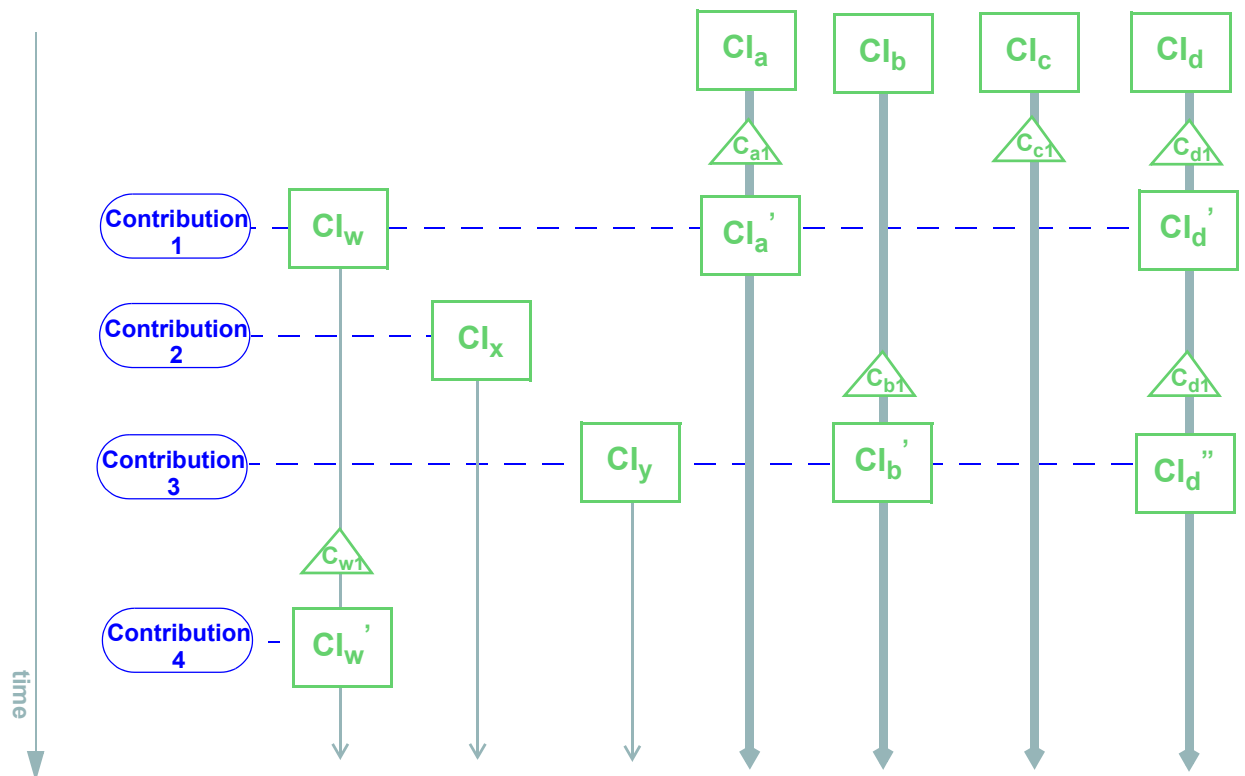 CIa CIb CIc CId
Ca1 Cc1 Cd1
Contribution
1
CIw CIa’ CId’
Contribution
2
CIx
Cb1 Cd1
Contribution
3
CIy CIb’ CId”
Cw1
Contribution
4
CIw’
time